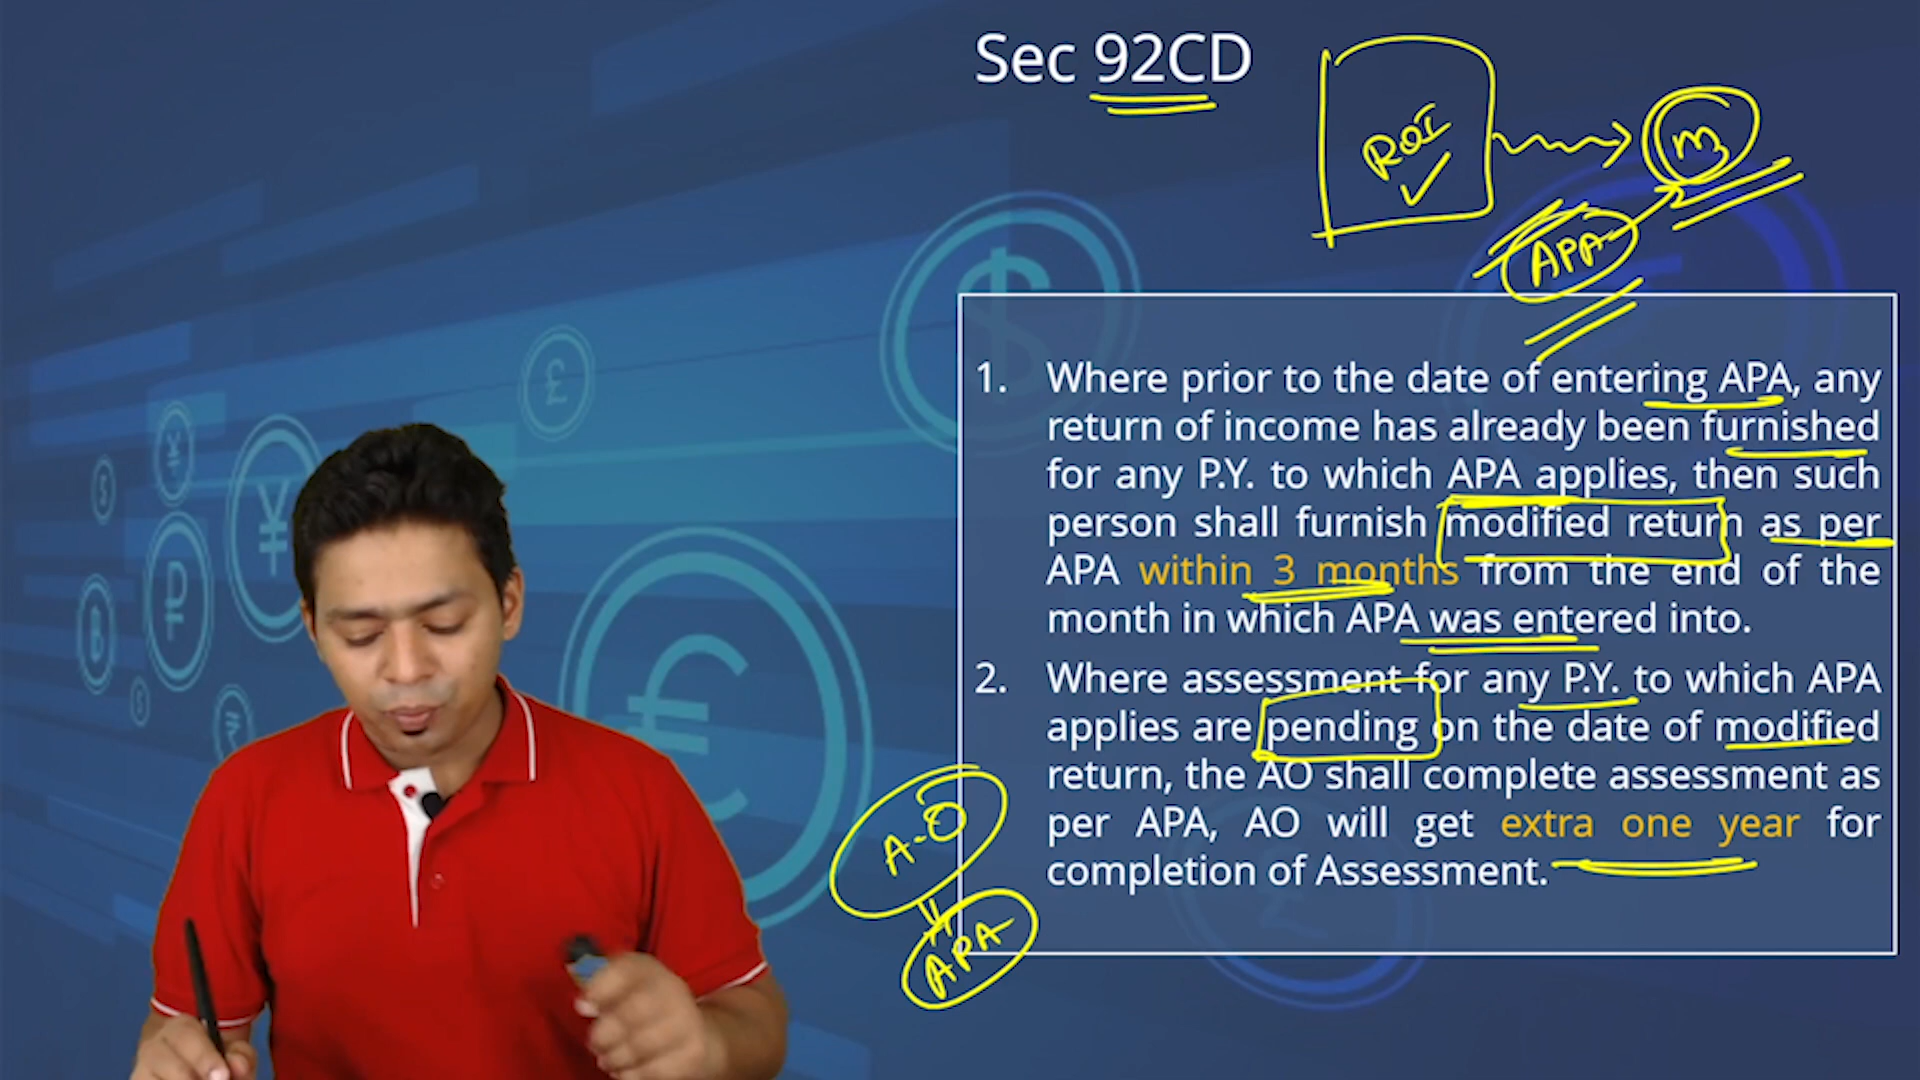 Sec 92CD
ROI
m
APA
1. Where prior to the date of entering APA, any
return of income has already been furnished
for any P.Y. to which APA applies, then such
person shall furnish modified return as per
APA within 3 months from the end of the
month in which APA was entered into.
2. Where assessment for any P.Y. to which APA
applies are pending on the date of modified
return, the AO shall complete assessment as
per APA, AO will get extra one year for
completion of Assessment.
A-O
APA